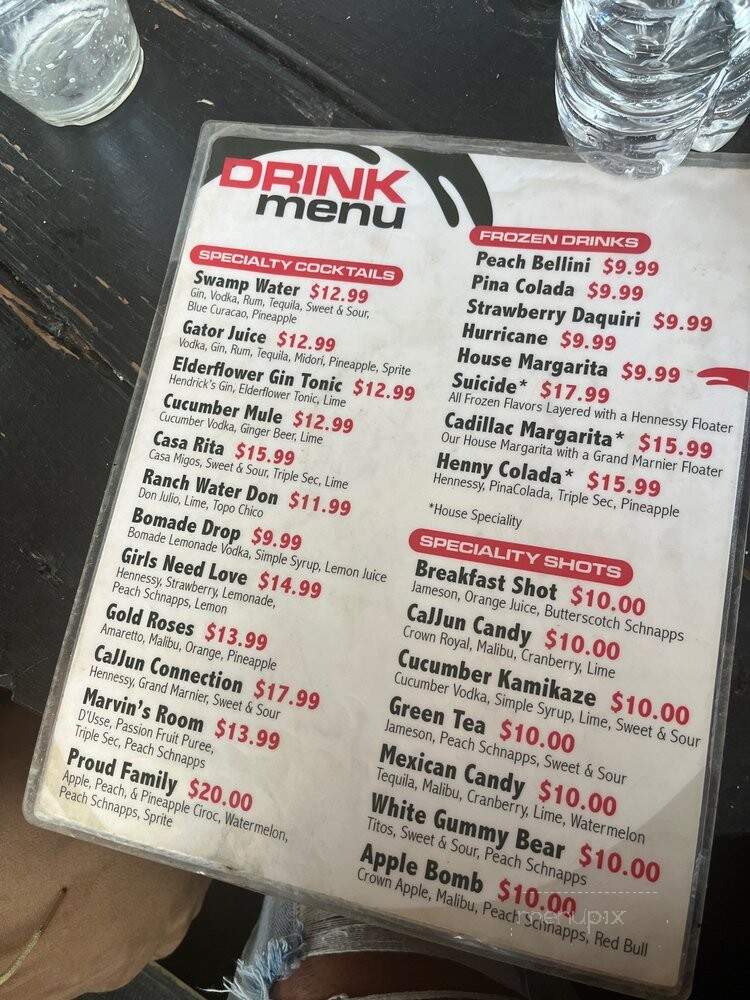 DRINK
menu
SPECIALTY COCKTAILS
Swamp Water $12.99
Gin, Vodka, Rum, Tequila, Sweet & Sour,
Blue Curacao, Pineapple
Gator Juice $12.99
Vodka, Gin, Rum, Tequila, Midori, Pineapple, Sprite
Elderflower Gin Tonic $12.99
Hendrick's Gin, Elderflower Tonic, Lime
Cucumber Mule $12.99
Cucumber Vodka, Ginger Beer, Lime
Casa Rita $15.99
Casa Migos, Sweet & Sour, Triple Sec, Lime
Ranch Water Don $11.99
Don Julio, Lime, Topo Chico
Bomade Drop $9.99
Bomade Lemonade Vodka, Simple Syrup, Lemon Juice
Girls Need Love $14.99
Hennessy, Strawberry, Lemonade,
Peach Schnapps, Lemon
Gold Roses $13.99
Amaretto, Malibu, Orange, Pineapple
CaJun Connection $17.99
Hennessy, Grand Marnier, Sweet & Sour
Marvin's Room $13.99
D'Usse, Passion Fruit Puree,
Triple Sec, Peach Schnapps
Proud Family $20.00
Apple, Peach, & Pineapple Ciroc, Watermelon,
Peach Schnapps, Sprite
FROZEN DRINKS
Peach Bellini $9.99
Pina Colada $9.99
Strawberry Daquiri $9.99
Hurricane $9.99
House Margarita $9.99
Suicide* $17.99
All Frozen Flavors Layered with a Hennessy Floater
Cadillac Margarita* $15.99
Our House Margarita with a Grand Marnier Floater
Henny Colada* $15.99
Hennessy, PinaColada, Triple Sec, Pineapple
*House Speciality
SPECIALITY SHOTS
Breakfast Shot $10.00
Jameson, Orange Juice, Butterscotch Schnapps
CaJun Candy $10.00
Crown Royal, Malibu, Cranberry, Lime
Cucumber Kamikaze $10.00
Cucumber Vodka, Simple Syrup, Lime, Sweet & Sour
Green Tea $10.00
Jameson, Peach Schnapps, Sweet & Sour
Mexican Candy $10.00
Tequila, Malibu, Cranberry, Lime, Watermelon
White Gummy Bear $10.00
Titos, Sweet & Sour, Peach Schnapps
Apple Bomb $10.00
Crown Apple, Malibu, Peach Schnapps, Red Bull
menupix